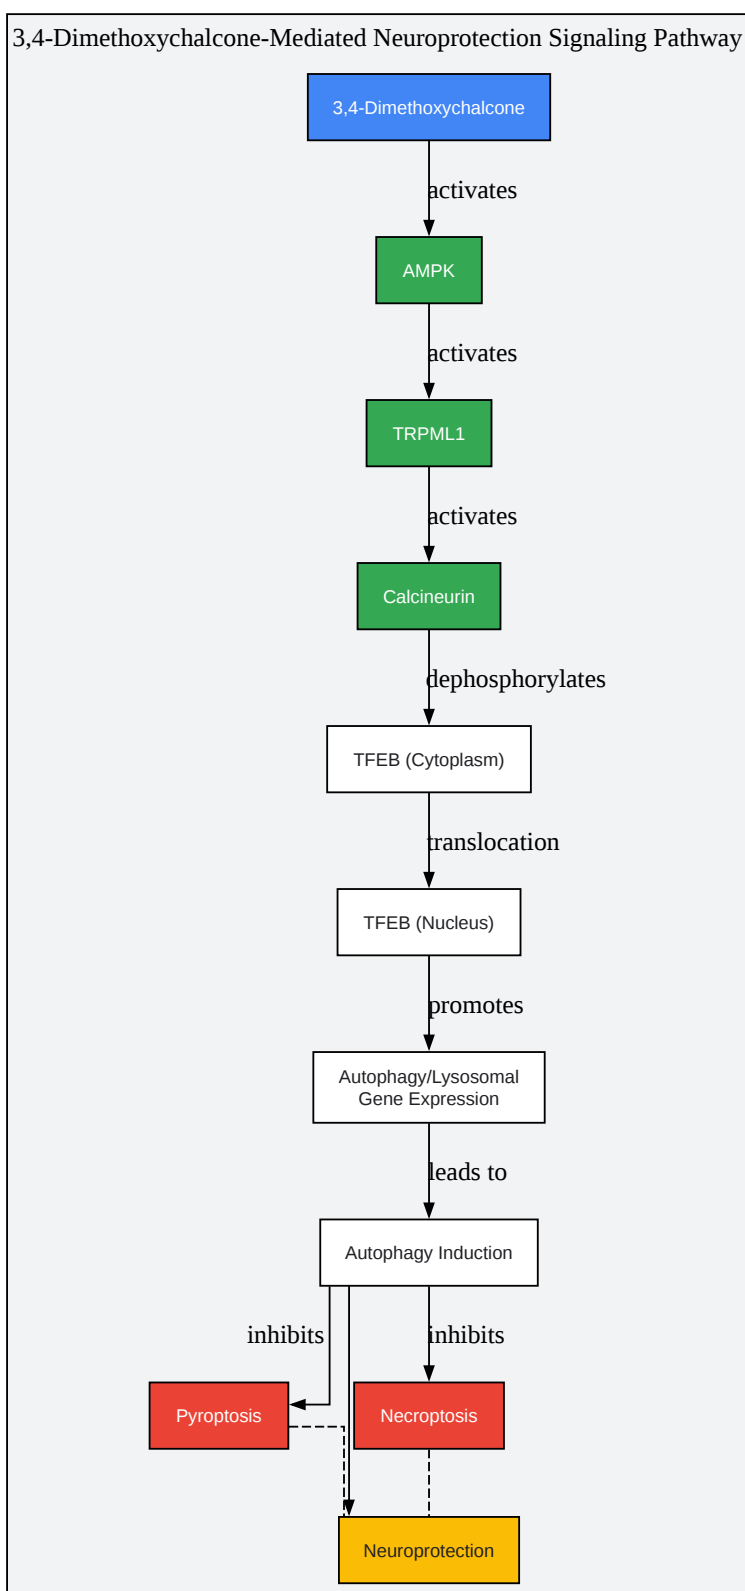 3,4-Dimethoxychalcone-Mediated Neuroprotection Signaling Pathway
3,4-Dimethoxychalcone
activates
AMPK
activates
TRPML1
activates
Calcineurin
dephosphorylates
TFEB (Cytoplasm)
translocation
TFEB (Nucleus)
promotes
Autophagy/Lysosomal
Gene Expression
leads to
Autophagy Induction
inhibits
inhibits
Pyroptosis
Necroptosis
Neuroprotection